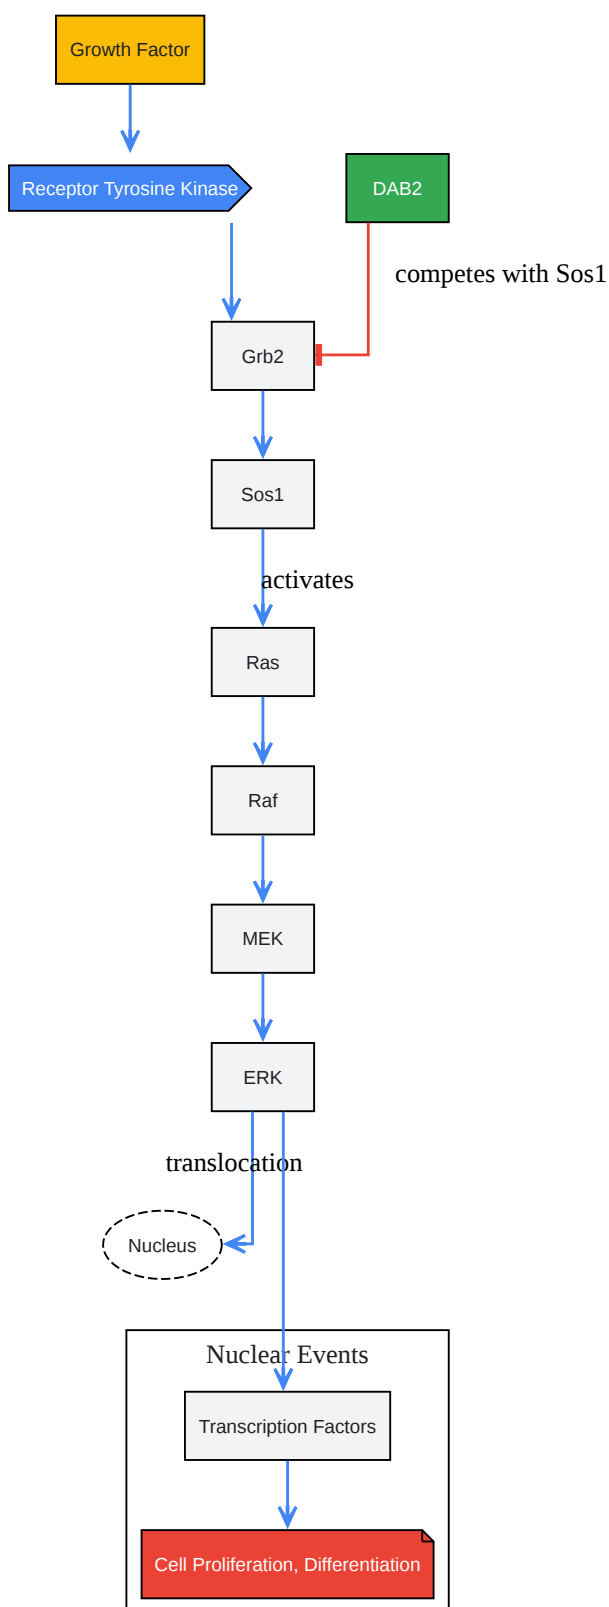 Growth Factor
Receptor Tyrosine Kinase
DAB2
competes with Sos1
Grb2
Sos1
activates
Ras
Raf
MEK
ERK
translocation
Nucleus
Nuclear Events
Transcription Factors
Cell Proliferation, Differentiation